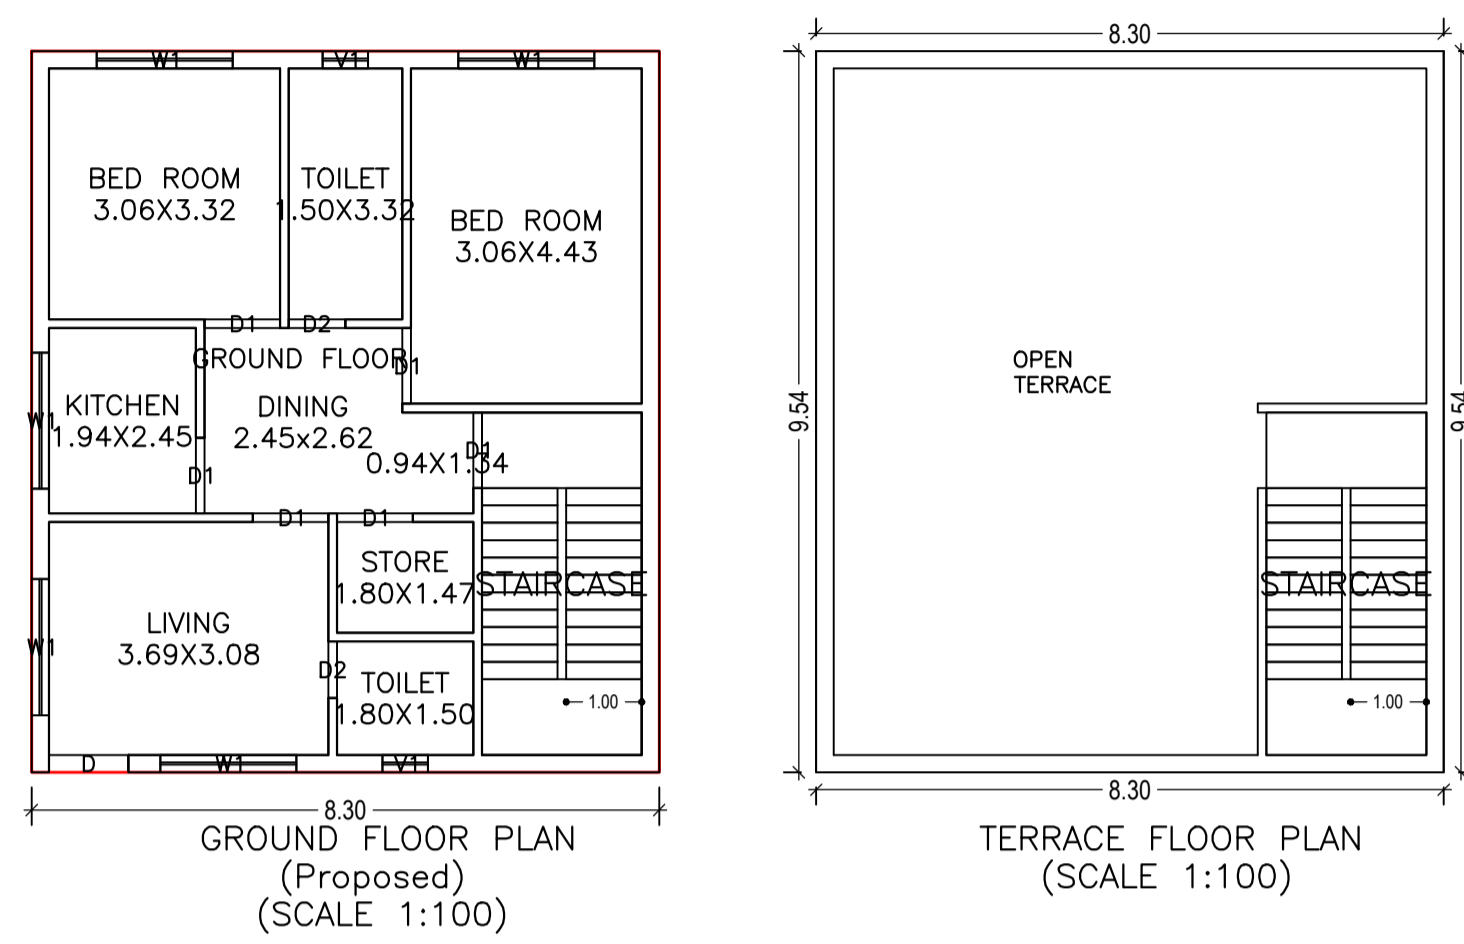 W1
V1
W1
BED ROOM
3.06X3.32
TOILET
1.50X3.32
BED ROOM
3.06X4.43
D1
D2
GROUND FLOOR
D1
W1
KITCHEN
1.94X2.45
DINING
2.45x2.62
0.94X1.34
D1
D1
D1
D1
STORE
1.80X1.47
STAIRCASE
W1
LIVING
3.69X3.08
D2
TOILET
1.80X1.50
1.00
D
W1
V1
8.30
GROUND FLOOR PLAN
(Proposed)
(SCALE 1:100)
8.30
9.54
OPEN
TERRACE
9.54
STAIRCASE
1.00
8.30
TERRACE FLOOR PLAN
(SCALE 1:100)